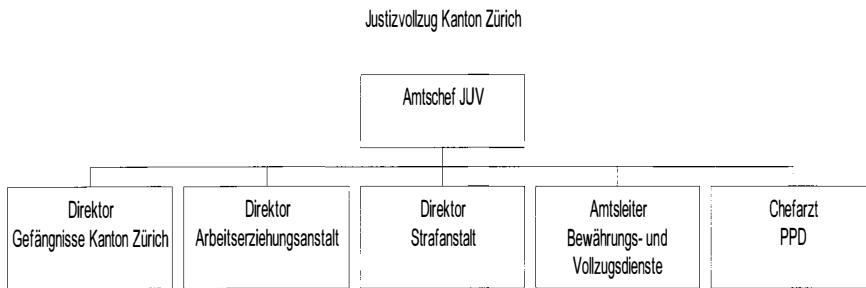 Justizvollzug Kanton Zürich
Amtschef JUV
Direktor
Gefängnisse Kanton Zürich
Direktor
Arbeitserziehungsanstalt
Direktor
Strafanstalt
Amtsleiter
Bewährungs- und
Vollzugsdienste
Chefarzt
PPD